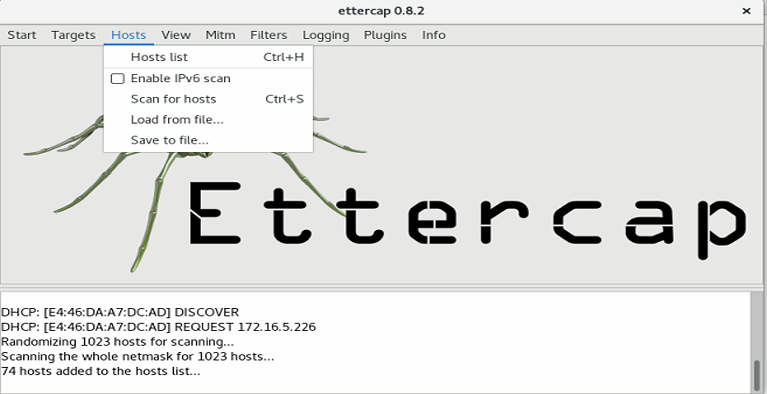 ettercap 0.8.2 ×
Start Targets Hosts View Mitm Filters Logging Plugins Info
Hosts list Ctrl+H
Enable IPv6 scan
Scan for hosts Ctrl+S
Load from file...
Save to file...
Ettercap
DHCP: [E4:46:DA:A7:DC:AD] DISCOVER
DHCP: [E4:46:DA:A7:DC:AD] REQUEST 172.16.5.226
Randomizing 1023 hosts for scanning...
Scanning the whole netmask for 1023 hosts...
74 hosts added to the hosts list...